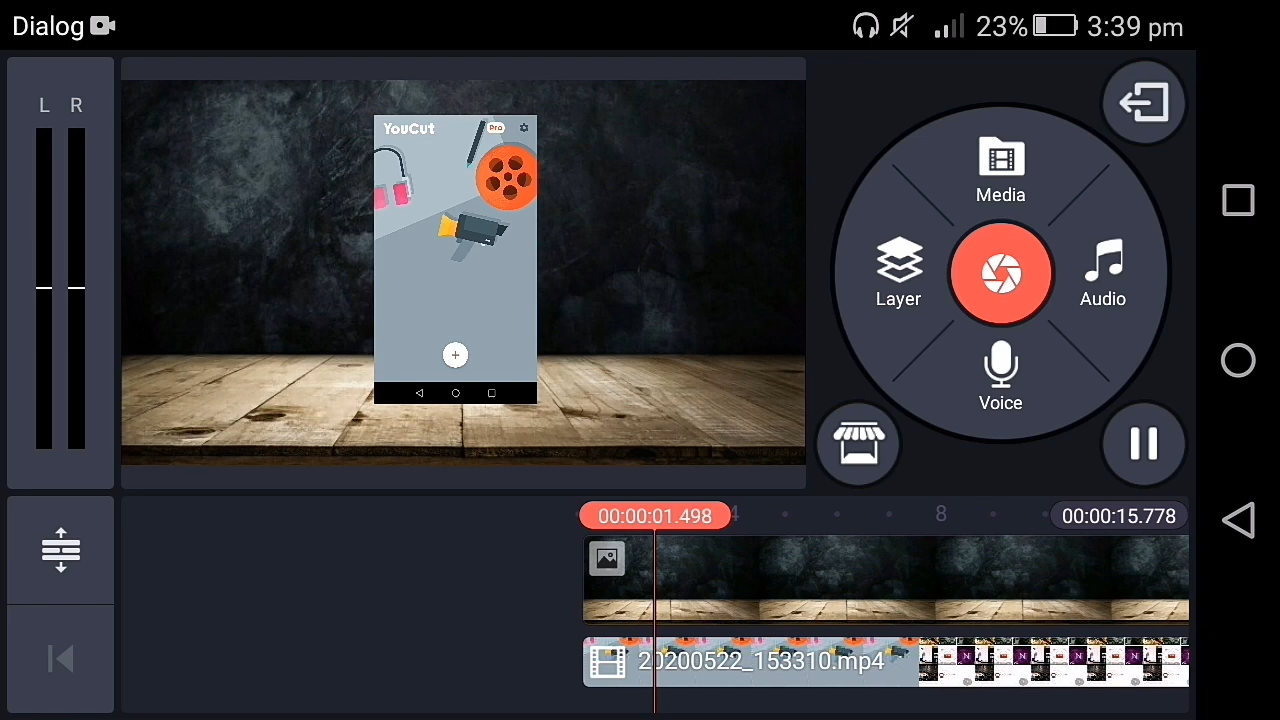 Dialog
23% 3:39 pm
L R
YouCut
Pro
Media
Layer
Audio
Voice
00:00:01.498
4
8
00:00:15.778
20200522_153310.mp4